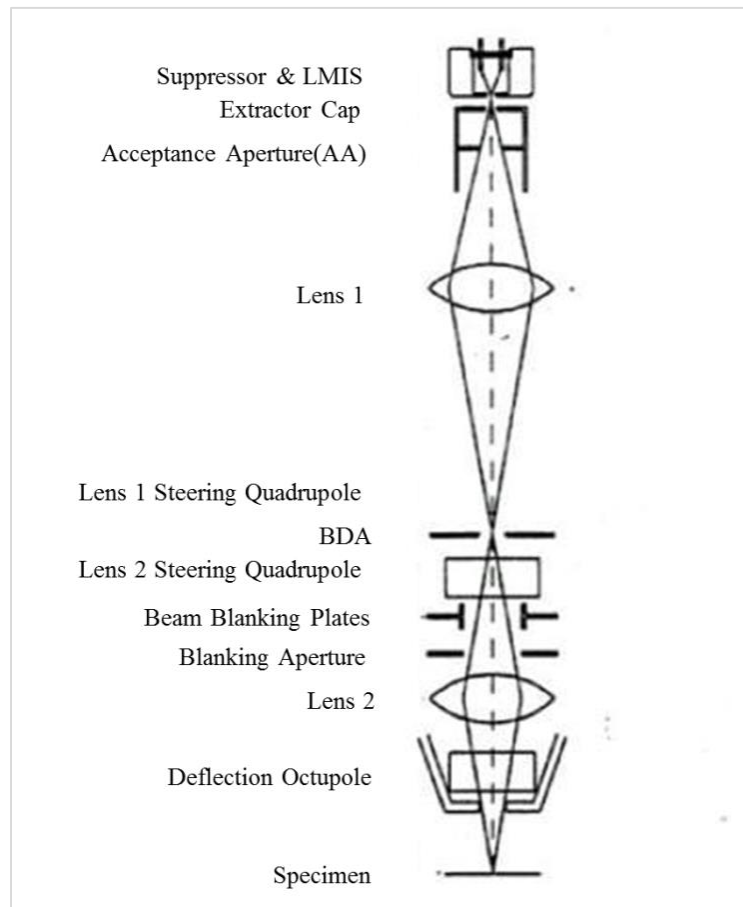 Suppressor & LMIS
Extractor Cap
Acceptance Aperture(AA)
Lens 1
Lens 1 Steering Quadrupole
BDA
Lens 2 Steering Quadrupole
Beam Blanking Plates
Blanking Aperture
Lens 2
Deflection Octupole
Specimen